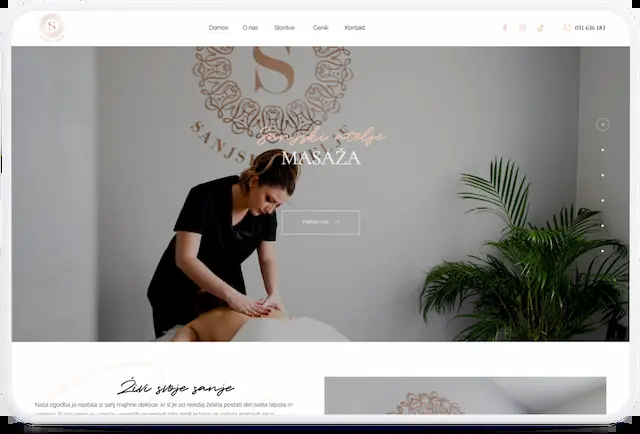 S
Domov O nas Storitve Cenik Kontakt 051 636 183
S
SANJSK
Sanjski atelje
MASAŽA
Preberi več
Živi svoje sanje
Naša zgodba je nastala iz sanj majhne deklice, ki si je od nekdaj želela postati del sveta lepote in